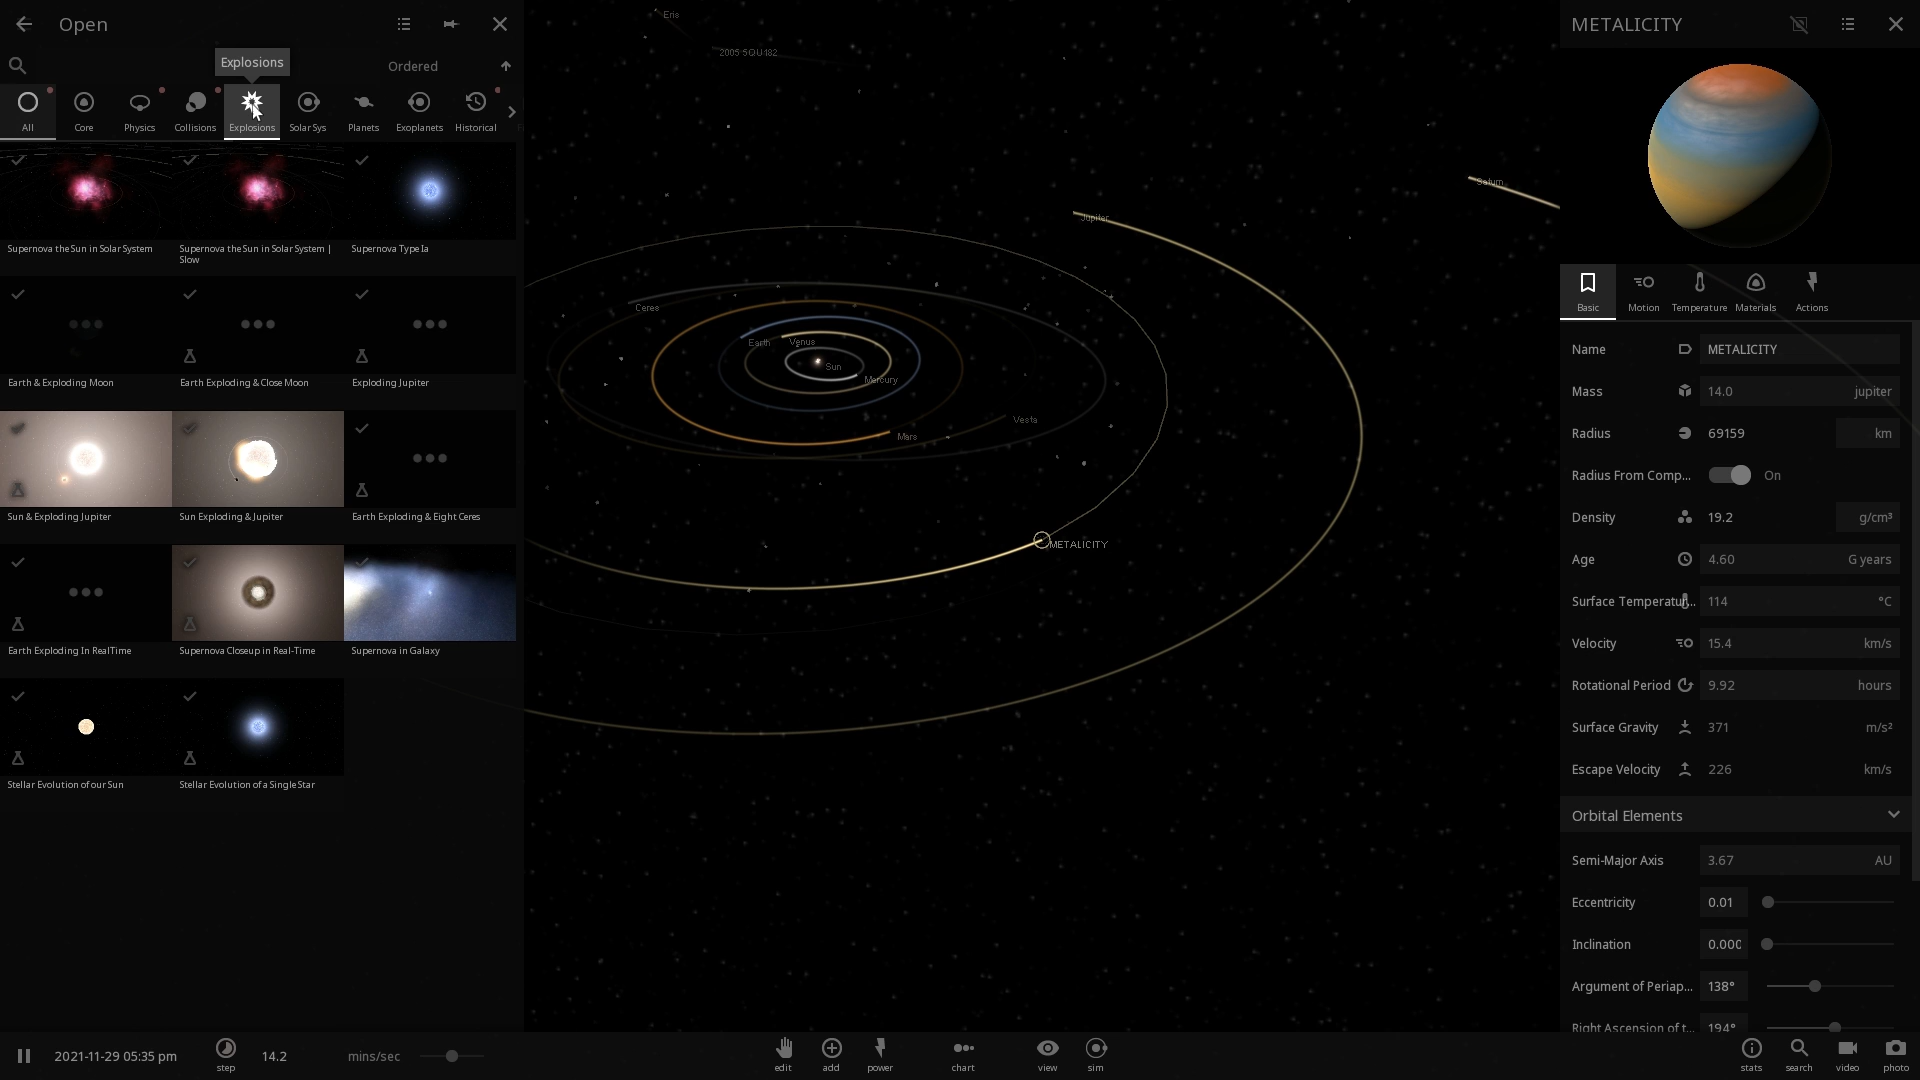 Open
Explosions
Ordered
All
Core
Physics
Collisions
Explosions
Solar Sys
Planets
Exoplanets
Historical
Supernova the Sun in Solar System
Supernova the Sun in Solar System |
Slow
Supernova Type Ia
Earth & Exploding Moon
Earth Exploding & Close Moon
Exploding Jupiter
Sun & Exploding Jupiter
Sun Exploding & Jupiter
Earth Exploding & Eight Ceres
Earth Exploding In RealTime
Supernova Closeup in Real-Time
Supernova in Galaxy
Stellar Evolution of our Sun
Stellar Evolution of a Single Star
Eris
Saturn
Jupiter
Ceres
Earth
Venus
Sun
Mercury
Vesta
Mars
METALICITY
METALICITY
Basic
Motion
Temperature
Materials
Actions
Name METALICITY
Mass 14.0 jupiter
Radius 69159 km
Radius From Comp... On
Density 19.2 g/cm³
Age 4.60 G years
Surface Temperatur... 114 °C
Velocity 15.4 km/s
Rotational Period 9.92 hours
Surface Gravity 371 m/s²
Escape Velocity 226 km/s
Orbital Elements
Semi-Major Axis 3.67 AU
Eccentricity 0.01
Inclination 0.000
Argument of Periap... 138°
Right Ascension of t... 194°
2021-11-29 05:35 pm
step
14.2 mins/sec
edit
add
power
chart
view
sim
stats
search
video
photo